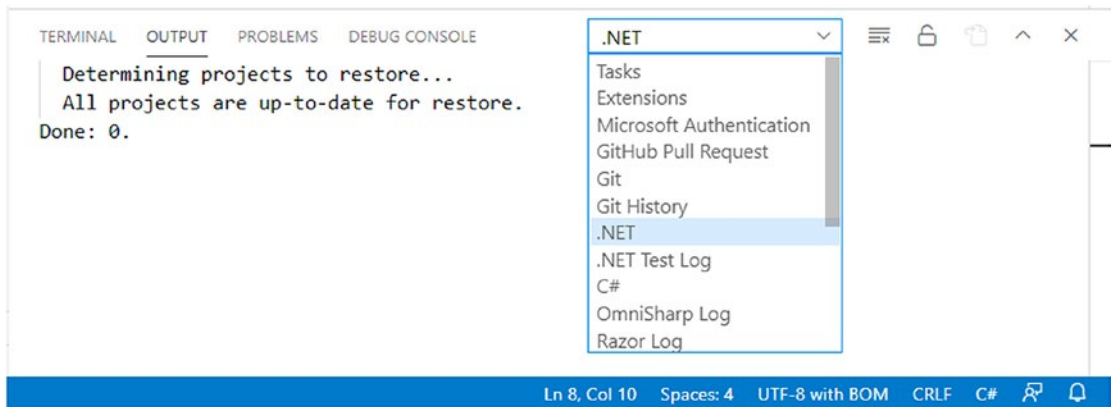 TERMINAL OUTPUT PROBLEMS DEBUG CONSOLE .NET
Determining projects to restore...
All projects are up-to-date for restore.
Done: 0.
Tasks
Extensions
Microsoft Authentication
GitHub Pull Request
Git
Git History
.NET
.NET Test Log
C#
OmniSharp Log
Razor Log
Ln 8, Col 10 Spaces: 4 UTF-8 with BOM CRLF C#